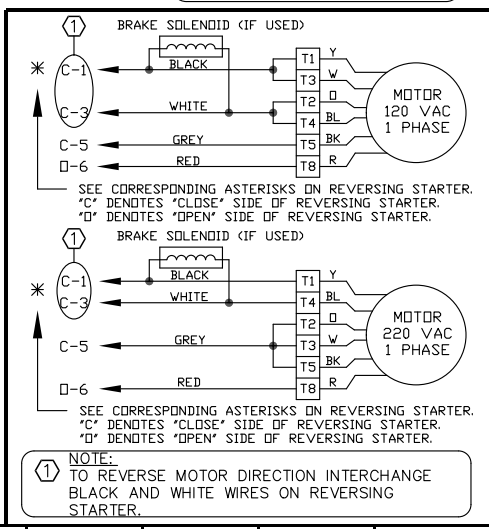 1 BRAKE SOLENOID (IF USED)
* C-1 BLACK T1 Y
T3 W
C-3 WHITE T2 O
T4 BL
C-5 GREY T5 BK
O-6 RED T8 R
MOTOR
120 VAC
1 PHASE
SEE CORRESPONDING ASTERISKS ON REVERSING STARTER.
"C" DENOTES "CLOSE" SIDE OF REVERSING STARTER.
"O" DENOTES "OPEN" SIDE OF REVERSING STARTER.
1 BRAKE SOLENOID (IF USED)
* C-1 BLACK T1 Y
C-3 WHITE T4 BL
T2 O
C-5 GREY T3 W
T5 BK
O-6 RED T8 R
MOTOR
220 VAC
1 PHASE
SEE CORRESPONDING ASTERISKS ON REVERSING STARTER.
"C" DENOTES "CLOSE" SIDE OF REVERSING STARTER.
"O" DENOTES "OPEN" SIDE OF REVERSING STARTER.
1 NOTE:
TO REVERSE MOTOR DIRECTION INTERCHANGE
BLACK AND WHITE WIRES ON REVERSING
STARTER.